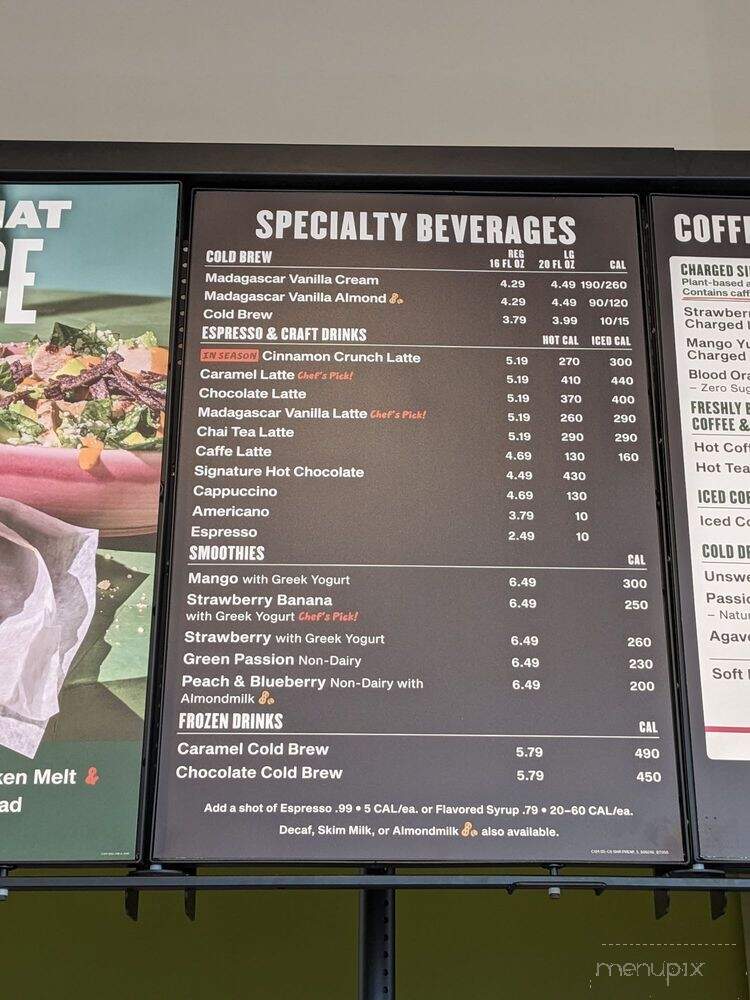 HAT
CE
ken Melt
ad
SPECIALTY BEVERAGES
COLD BREW REG 16 FL OZ LG 20 FL OZ CAL
Madagascar Vanilla Cream 4.29 4.49 190/260
Madagascar Vanilla Almond 4.29 4.49 90/120
Cold Brew 3.79 3.99 10/15
ESPRESSO & CRAFT DRINKS HOT CAL ICED CAL
IN SEASON Cinnamon Crunch Latte 5.19 270 300
Caramel Latte Chef's Pick! 5.19 410 440
Chocolate Latte 5.19 370 400
Madagascar Vanilla Latte Chef's Pick! 5.19 260 290
Chai Tea Latte 5.19 290 290
Caffe Latte 4.69 130 160
Signature Hot Chocolate 4.49 430
Cappuccino 4.69 130
Americano 3.79 10
Espresso 2.49 10
SMOOTHIES CAL
Mango with Greek Yogurt 6.49 300
Strawberry Banana 6.49 250
with Greek Yogurt Chef's Pick!
Strawberry with Greek Yogurt 6.49 260
Green Passion Non-Dairy 6.49 230
Peach & Blueberry Non-Dairy with 6.49 200
Almondmilk
FROZEN DRINKS CAL
Caramel Cold Brew 5.79 490
Chocolate Cold Brew 5.79 450
Add a shot of Espresso .99 • 5 CAL/ea. or Flavored Syrup .79 • 20–60 CAL/ea.
Decaf, Skim Milk, or Almondmilk also available.
COFF
CHARGED SI
Plant-based a
Contains caff
Strawberr
Charged
Mango Yu
Charged
Blood Ora
– Zero Sug
FRESHLY B
COFFEE &
Hot Coff
Hot Tea
ICED COF
Iced Co
COLD DR
Unswe
Passio
– Natur
Agave
Soft
menupix